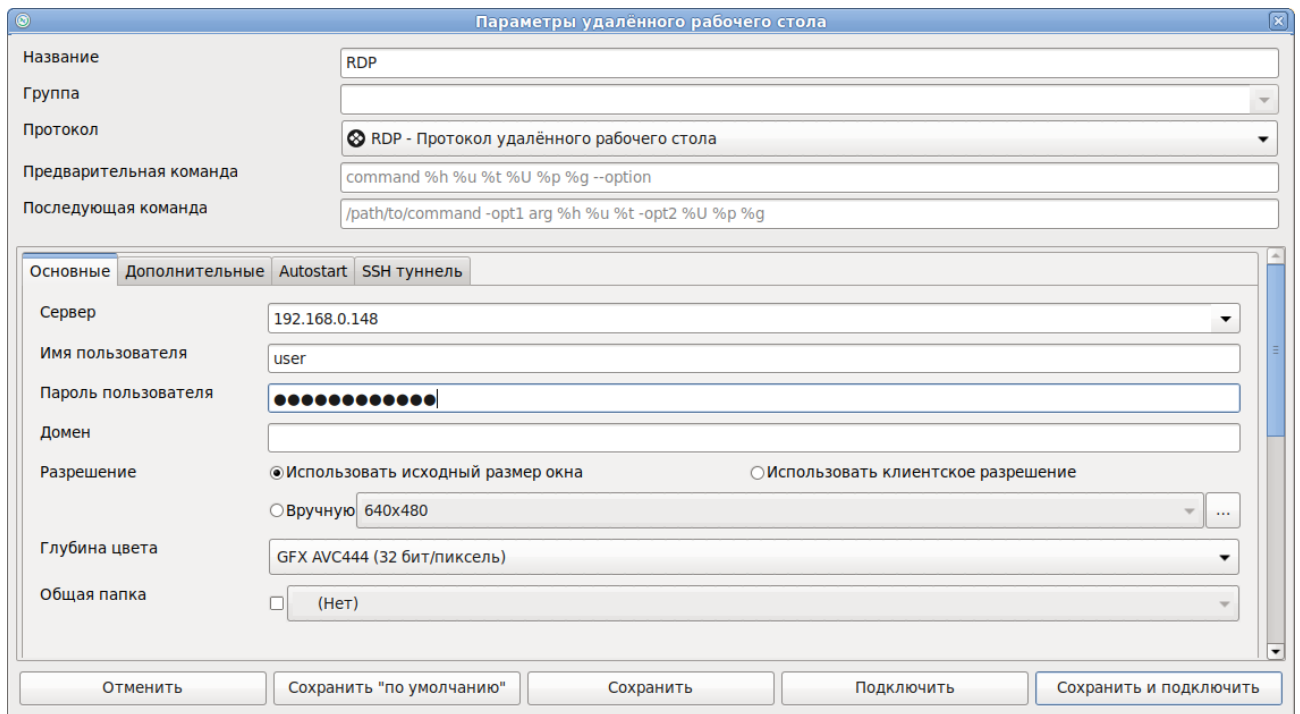 Параметры удалённого рабочего стола
Название RDP
Группа
Протокол RDP - Протокол удалённого рабочего стола
Предварительная команда command %h %u %t %U %p %g --option
Последующая команда /path/to/command -opt1 arg %h %u %t -opt2 %U %p %g
Основные Дополнительные Autostart SSH туннель
Сервер 192.168.0.148
Имя пользователя user
Пароль пользователя ●●●●●●●●●●●●
Домен
Разрешение Использовать исходный размер окна Использовать клиентское разрешение
Вручную 640x480 ...
Глубина цвета GFX AVC444 (32 бит/пиксель)
Общая папка (Нет)
Отменить Сохранить "по умолчанию" Сохранить Подключить Сохранить и подключить